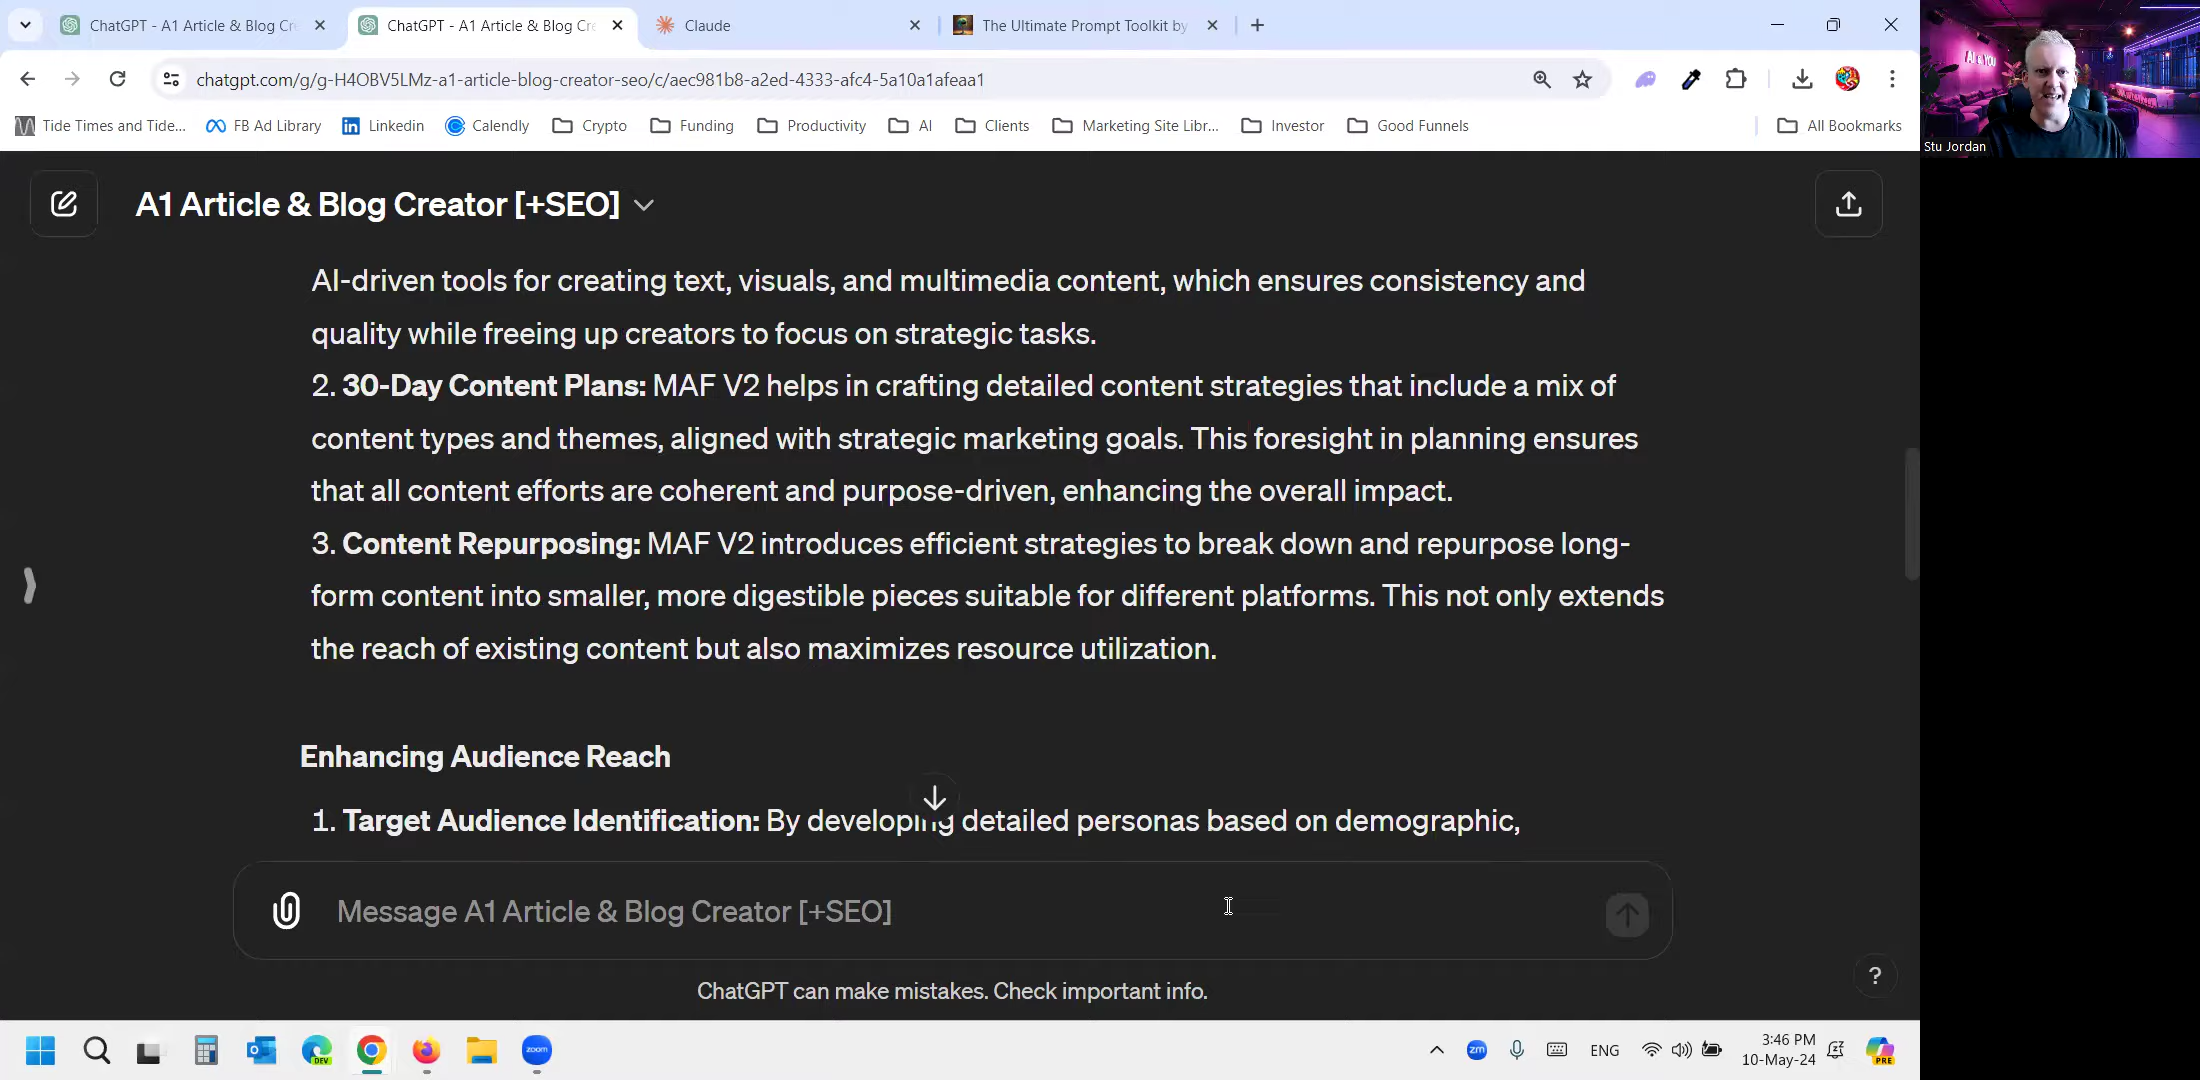 ChatGPT - A1 Article & Blog Cre
ChatGPT - A1 Article & Blog Cre
Claude
The Ultimate Prompt Toolkit by
chatgpt.com/g/g-H4OBV5LMz-a1-article-blog-creator-seo/c/aec981b8-a2ed-4333-afc4-5a10a1afeaa1
Tide Times and Tide...
FB Ad Library
Linkedin
Calendly
Crypto
Funding
Productivity
AI
Clients
Marketing Site Libr...
Investor
Good Funnels
All Bookmarks
AI & YOU
Stu Jordan
A1 Article & Blog Creator [+SEO]
AI-driven tools for creating text, visuals, and multimedia content, which ensures consistency and
quality while freeing up creators to focus on strategic tasks.
2. 30-Day Content Plans: MAF V2 helps in crafting detailed content strategies that include a mix of
content types and themes, aligned with strategic marketing goals. This foresight in planning ensures
that all content efforts are coherent and purpose-driven, enhancing the overall impact.
3. Content Repurposing: MAF V2 introduces efficient strategies to break down and repurpose long-
form content into smaller, more digestible pieces suitable for different platforms. This not only extends
the reach of existing content but also maximizes resource utilization.
Enhancing Audience Reach
1. Target Audience Identification: By developing detailed personas based on demographic,
Message A1 Article & Blog Creator [+SEO]
ChatGPT can make mistakes. Check important info.
?
DEV
zoom
zm
ENG
3:46 PM
10-May-24
PRE